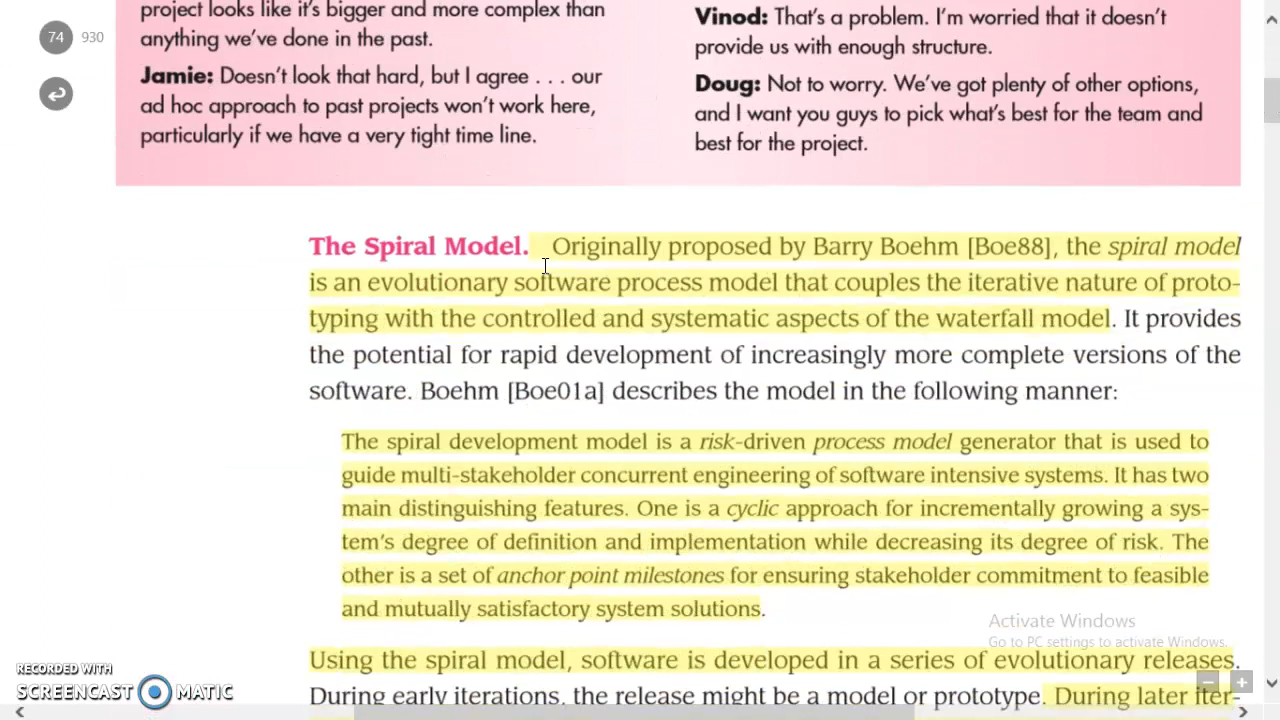 74 930
project looks like it's bigger and more complex than
anything we've done in the past.
Jamie: Doesn't look that hard, but I agree . . . our
ad hoc approach to past projects won't work here,
particularly if we have a very tight time line.
Vinod: That's a problem. I'm worried that it doesn't
provide us with enough structure.
Doug: Not to worry. We've got plenty of other options,
and I want you guys to pick what's best for the team and
best for the project.
The Spiral Model. Originally proposed by Barry Boehm [Boe88], the spiral model
is an evolutionary software process model that couples the iterative nature of proto-
typing with the controlled and systematic aspects of the waterfall model. It provides
the potential for rapid development of increasingly more complete versions of the
software. Boehm [Boe01a] describes the model in the following manner:
The spiral development model is a risk-driven process model generator that is used to
guide multi-stakeholder concurrent engineering of software intensive systems. It has two
main distinguishing features. One is a cyclic approach for incrementally growing a sys-
tem's degree of definition and implementation while decreasing its degree of risk. The
other is a set of anchor point milestones for ensuring stakeholder commitment to feasible
and mutually satisfactory system solutions.
Using the spiral model, software is developed in a series of evolutionary releases.
During early iterations, the release might be a model or prototype. During later iter-
Activate Windows
Go to PC settings to activate Windows.
RECORDED WITH
SCREENCAST MATIC